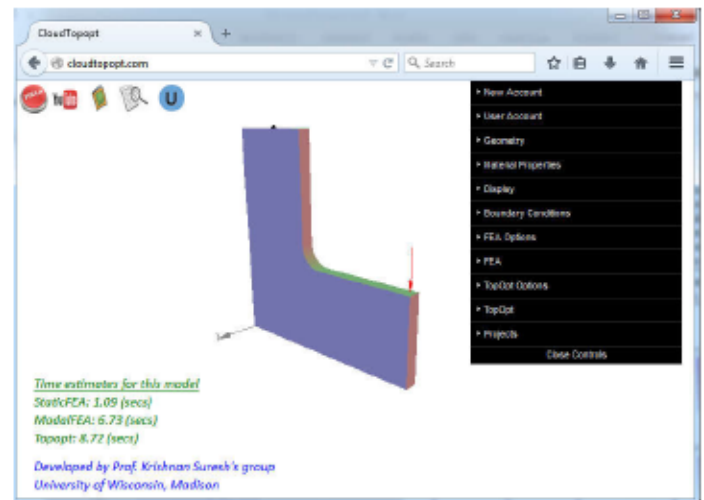 CloudTopopt
cloudtopopt.com
Search
You Tube
U
New Account
User Account
Geometry
Material Properties
Display
Boundary Conditions
FEA Options
FEA
TopOpt Options
TopOpt
Projects
Close Controls
Time estimates for this model
StaticFEA: 1.09 (secs)
ModalFEA: 6.73 (secs)
Topopt: 8.72 (secs)
Developed by Prof. Krishnan Suresh's group
University of Wisconsin, Madison